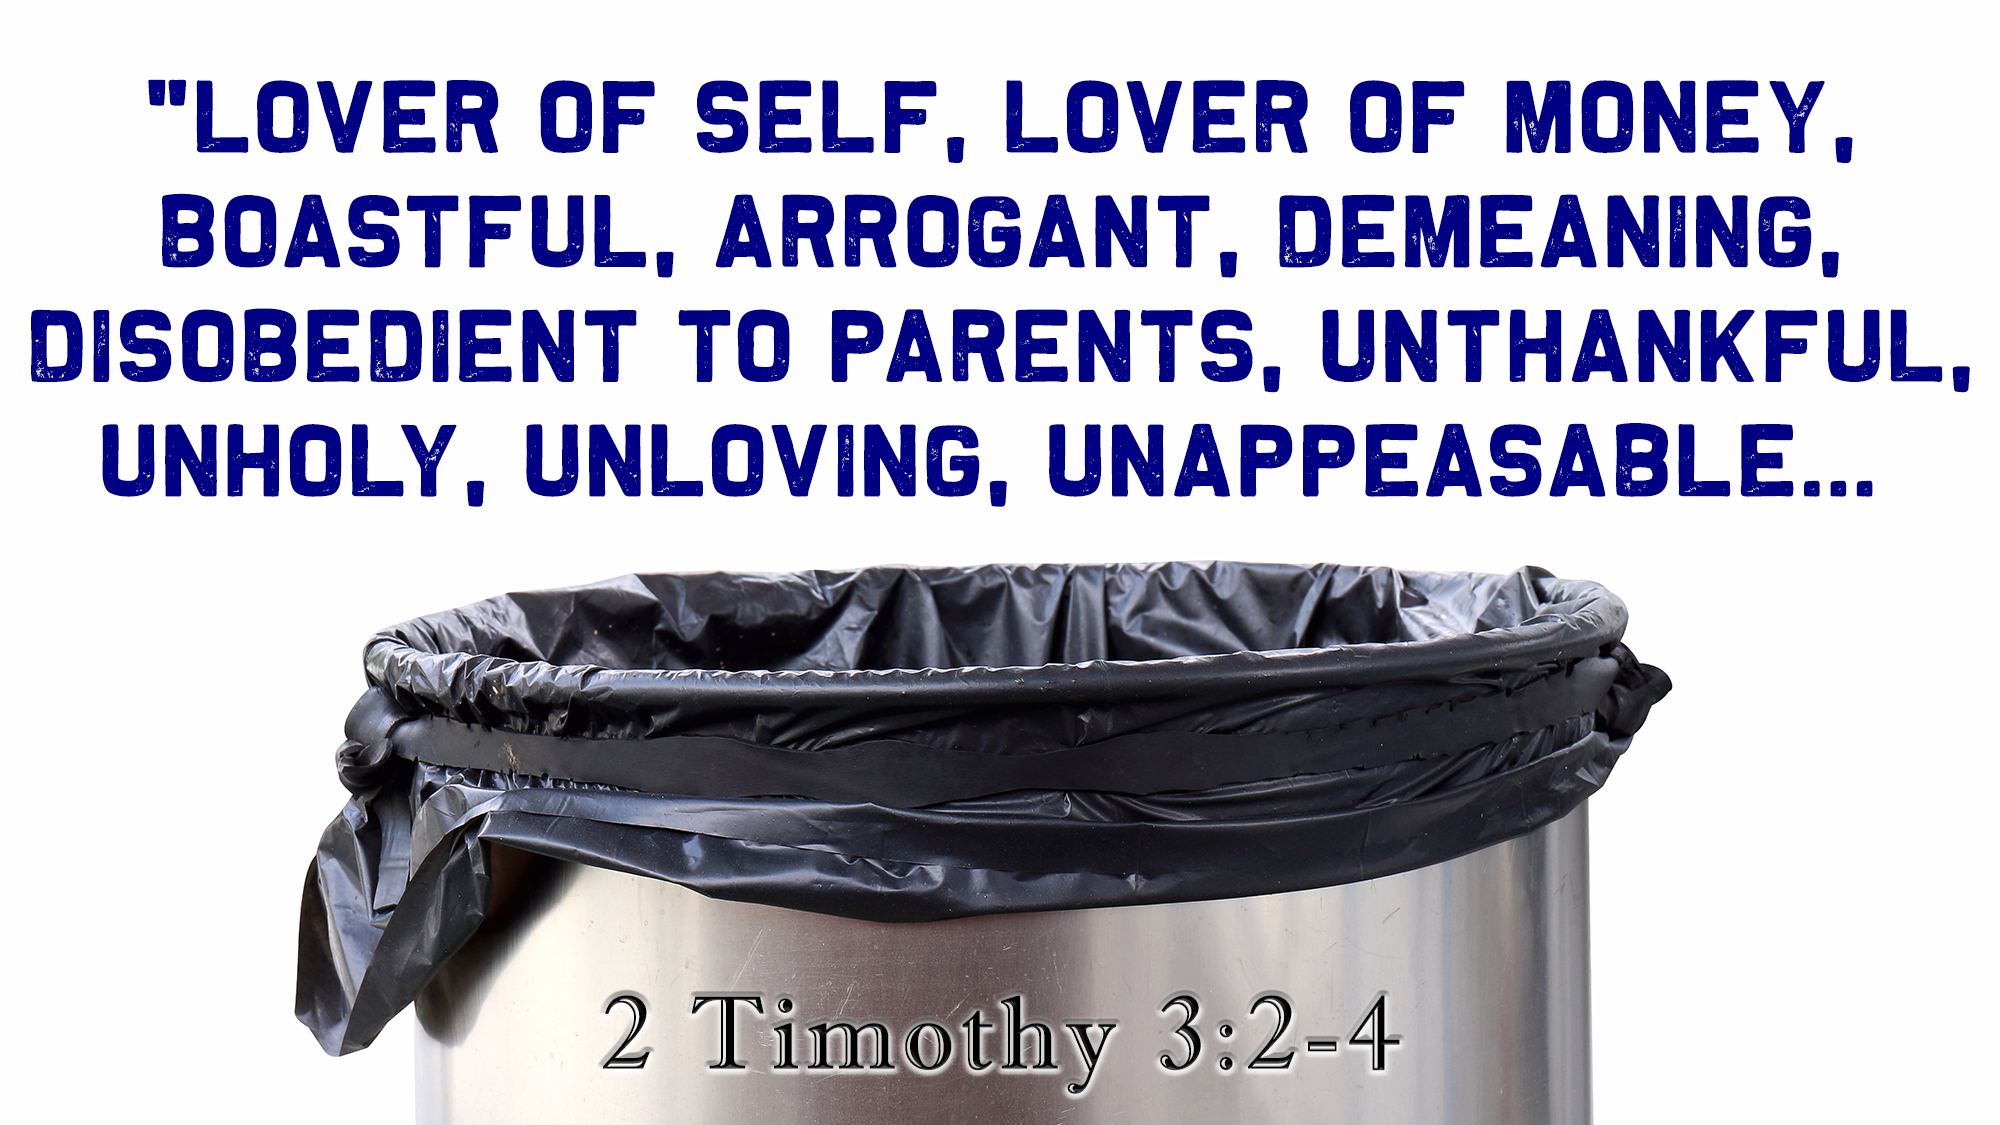 "LOVER OF SELF, LOVER OF MONEY,
BOASTFUL, ARROGANT, DEMEANING,
DISOBEDIENT TO PARENTS, UNTHANKFUL,
UNHOLY, UNLOVING, UNAPPEASABLE...
2 Timothy 3:2-4